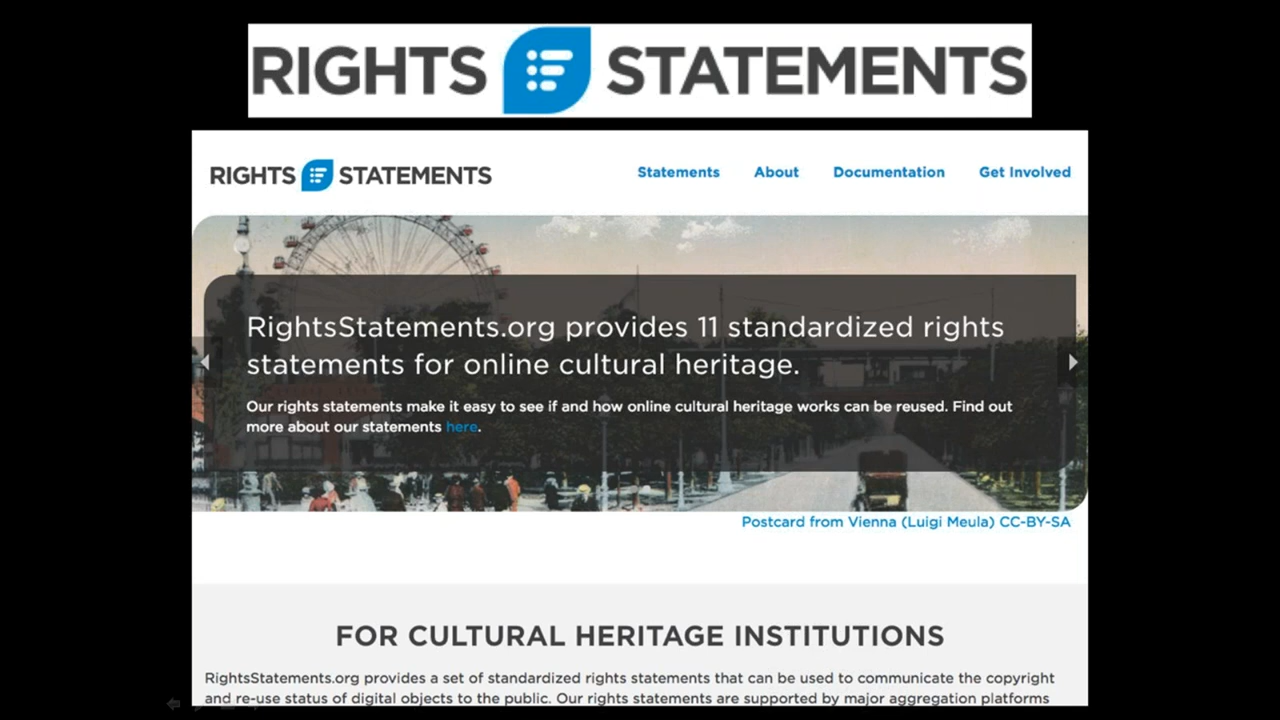 RIGHTS STATEMENTS
RIGHTS STATEMENTS
Statements About Documentation Get Involved
RightsStatements.org provides 11 standardized rights
statements for online cultural heritage.
Our rights statements make it easy to see if and how online cultural heritage works can be reused. Find out
more about our statements here.
Postcard from Vienna (Luigi Meula) CC-BY-SA
FOR CULTURAL HERITAGE INSTITUTIONS
RightsStatements.org provides a set of standardized rights statements that can be used to communicate the copyright
and re-use status of digital objects to the public. Our rights statements are supported by major aggregation platforms